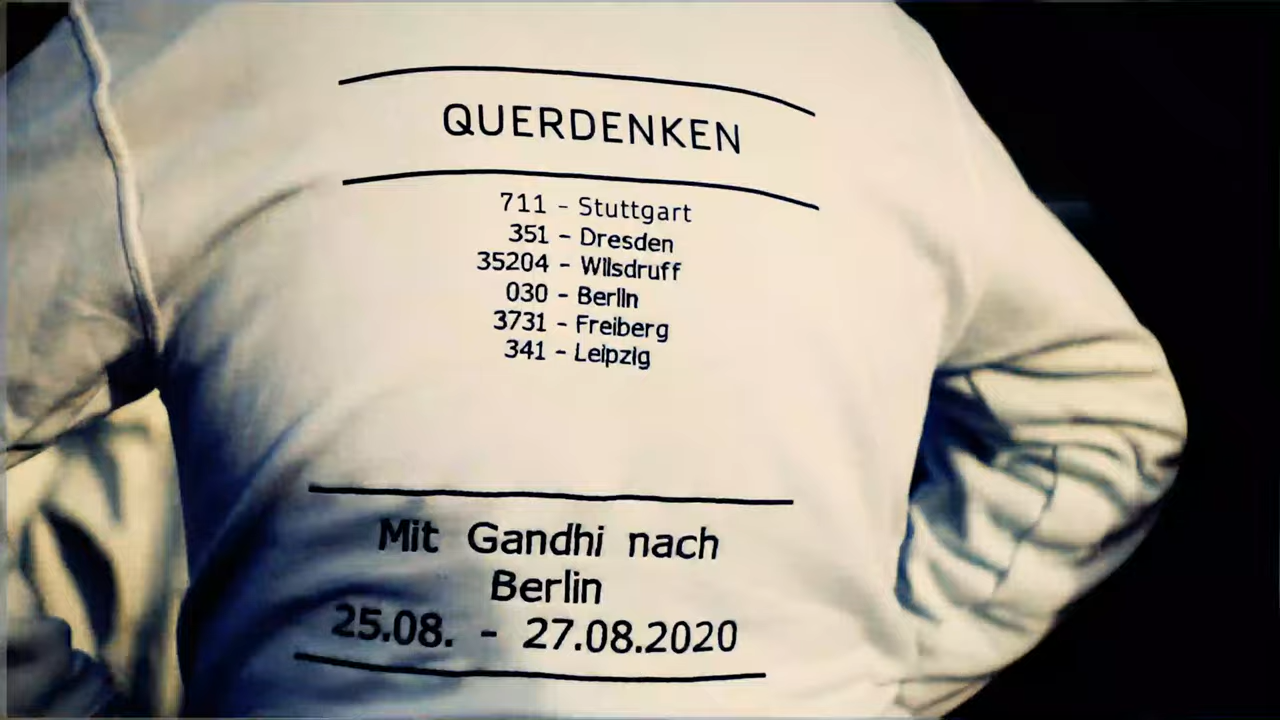 QUERDENKEN
711 - Stuttgart
351 - Dresden
35204 - Wilsdruff
030 - Berlin
3731 - Freiberg
341 - Leipzig
Mit Gandhi nach
Berlin
25.08. - 27.08.2020